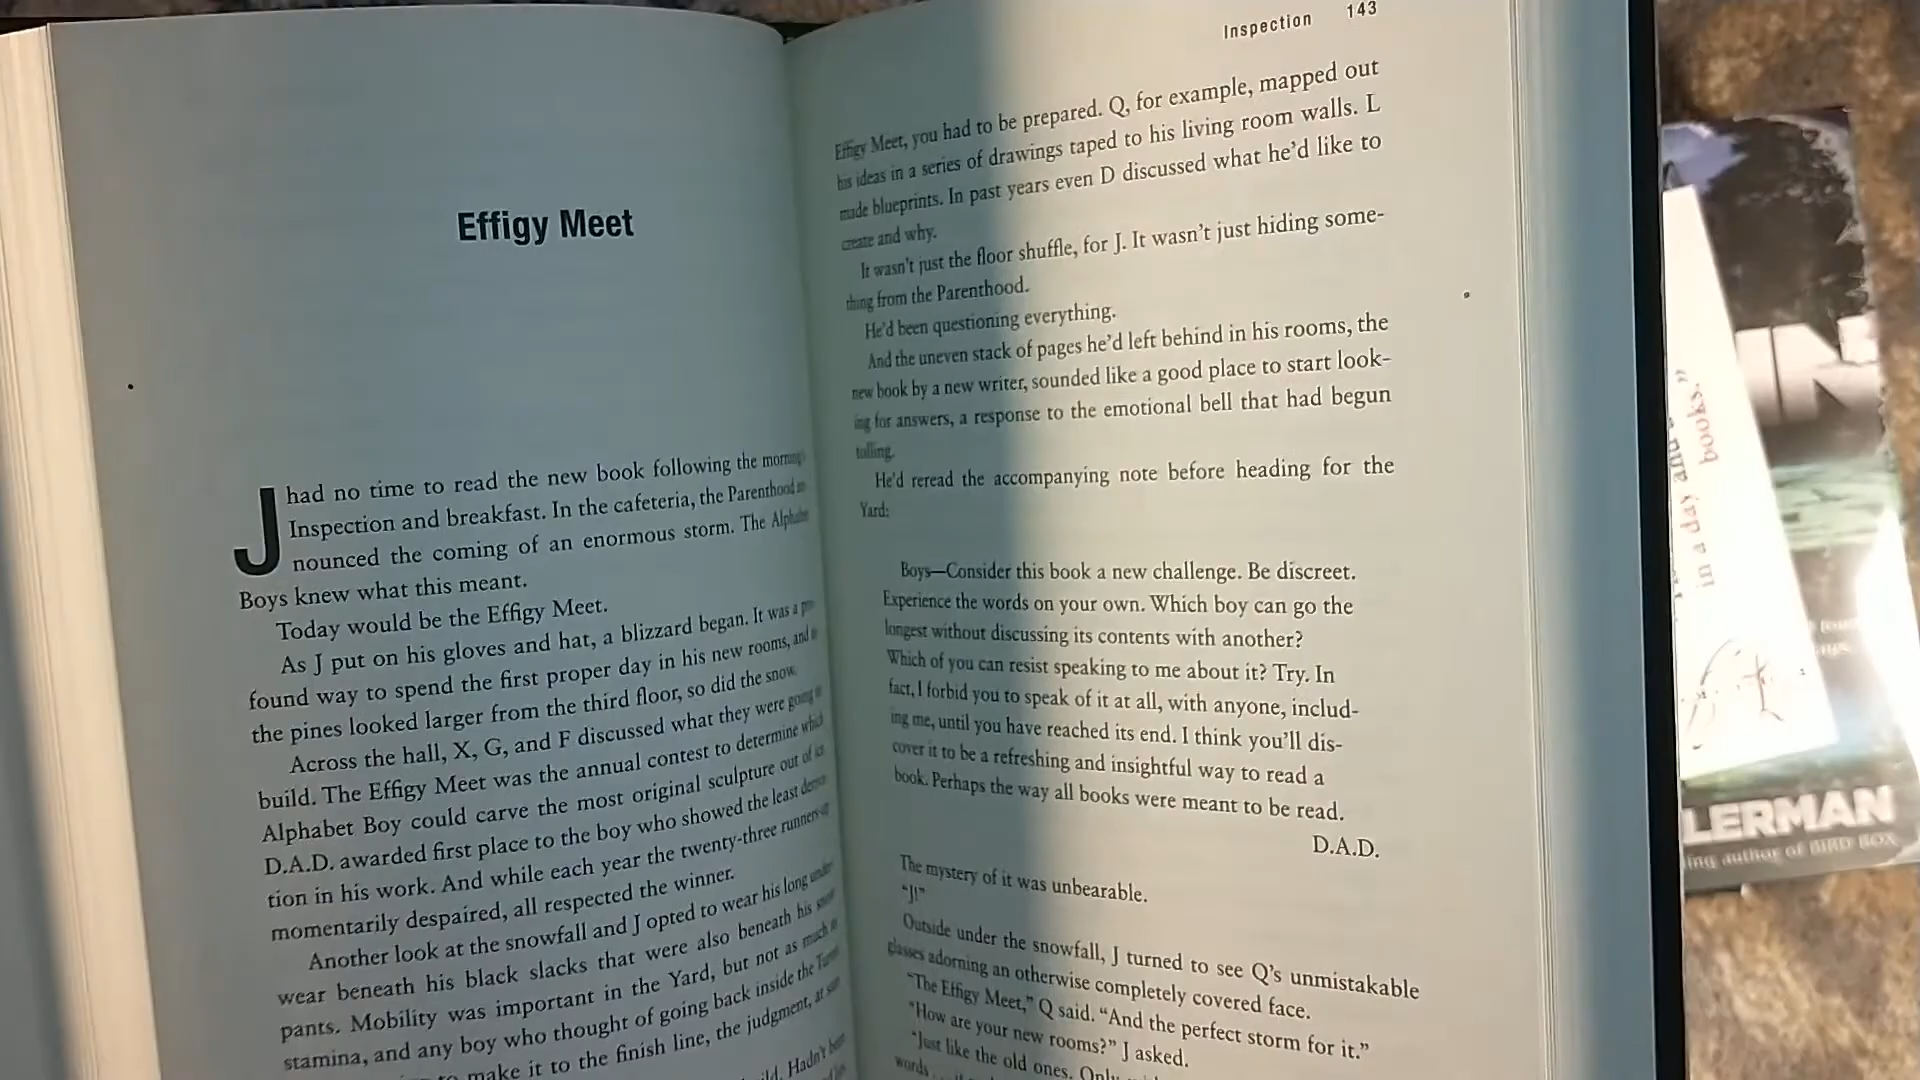 Effigy Meet
J had no time to read the new book following the
Inspection and breakfast. In the cafeteria, the Parenthood
nounced the coming of an enormous storm. The Alphabet
Boys knew what this meant.
Today would be the Effigy Meet.
As J put on his gloves and hat, a blizzard began. It was a
found way to spend the first proper day in his new rooms, and
the pines looked larger from the third floor, so did the snow.
Across the hall, X, G, and F discussed what they were going
build. The Effigy Meet was the annual contest to determine which
Alphabet Boy could carve the most original sculpture out of
D.A.D. awarded first place to the boy who showed the least
tion in his work. And while each year the twenty-three runners-up
momentarily despaired, all respected the winner.
Another look at the snowfall and J opted to wear his long
wear beneath his black slacks that were also beneath his
pants. Mobility was important in the Yard, but not as much
stamina, and any boy who thought of going back inside the
make it to the finish line, the judgment, at
Hadn't
Inspection 143
Effigy Meet, you had to be prepared. Q, for example, mapped out
his ideas in a series of drawings taped to his living room walls. L
made blueprints. In past years even D discussed what he'd like to
create and why.
It wasn't just the floor shuffle, for J. It wasn't just hiding some-
thing from the Parenthood.
He'd been questioning everything.
And the uneven stack of pages he'd left behind in his rooms, the
new book by a new writer, sounded like a good place to start look-
ing for answers, a response to the emotional bell that had begun
tolling.
He'd reread the accompanying note before heading for the
Yard:
Boys—Consider this book a new challenge. Be discreet.
Experience the words on your own. Which boy can go the
longest without discussing its contents with another?
Which of you can resist speaking to me about it? Try. In
fact, I forbid you to speak of it at all, with anyone, includ-
ing me, until you have reached its end. I think you'll dis-
cover it to be a refreshing and insightful way to read a
book. Perhaps the way all books were meant to be read.
D.A.D.
The mystery of it was unbearable.
"J!"
Outside under the snowfall, J turned to see Q's unmistakable
glasses adorning an otherwise completely covered face.
"The Effigy Meet," Q said. "And the perfect storm for it."
"How are your new rooms?" J asked.
"Just like the old ones. Only
words . . .
in a day and
books."
LERMAN
ing author of BIRD BOX